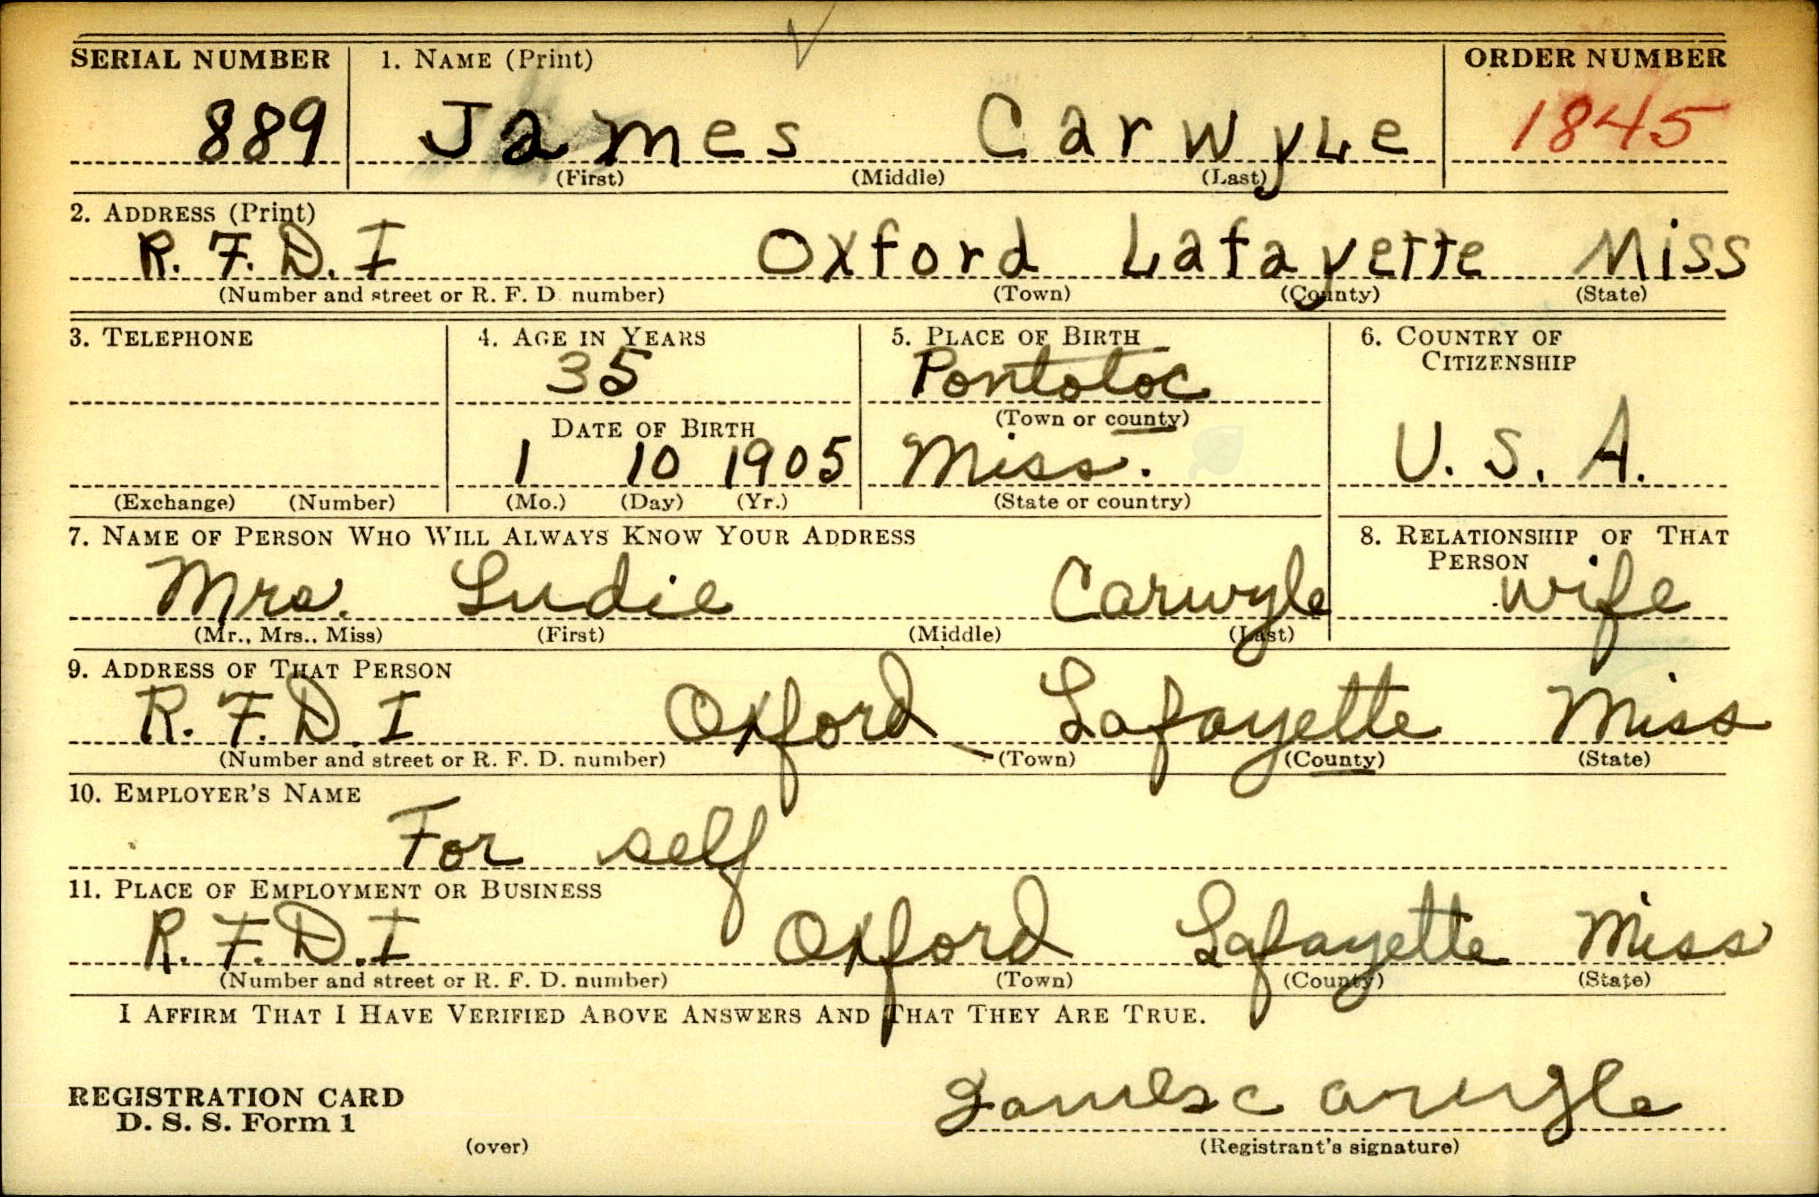 SERIAL NUMBER 1. NAME (Print) ORDER NUMBER
889 James Carwyle 1845
(First) (Middle) (Last)
2. ADDRESS (Print)
R. F. D. I Oxford Lafayette Miss
(Number and street or R. F. D. number) (Town) (County) (State)
3. TELEPHONE 4. AGE IN YEARS 5. PLACE OF BIRTH 6. COUNTRY OF CITIZENSHIP
35 Pontotoc
(Town or county)
DATE OF BIRTH
1 10 1905 Miss. U. S. A.
(Exchange) (Number) (Mo.) (Day) (Yr.) (State or country)
7. NAME OF PERSON WHO WILL ALWAYS KNOW YOUR ADDRESS 8. RELATIONSHIP OF THAT PERSON
Mrs. Ludie Carwyle wife
(Mr., Mrs., Miss) (First) (Middle) (Last)
9. ADDRESS OF THAT PERSON
R. F. D. I Oxford Lafayette Miss
(Number and street or R. F. D. number) (Town) (County) (State)
10. EMPLOYER'S NAME
For self
11. PLACE OF EMPLOYMENT OR BUSINESS
R. F. D. I Oxford Lafayette Miss
(Number and street or R. F. D. number) (Town) (County) (State)
I AFFIRM THAT I HAVE VERIFIED ABOVE ANSWERS AND THAT THEY ARE TRUE.
James Carwyle
REGISTRATION CARD
D. S. S. Form 1
(over) (Registrant's signature)